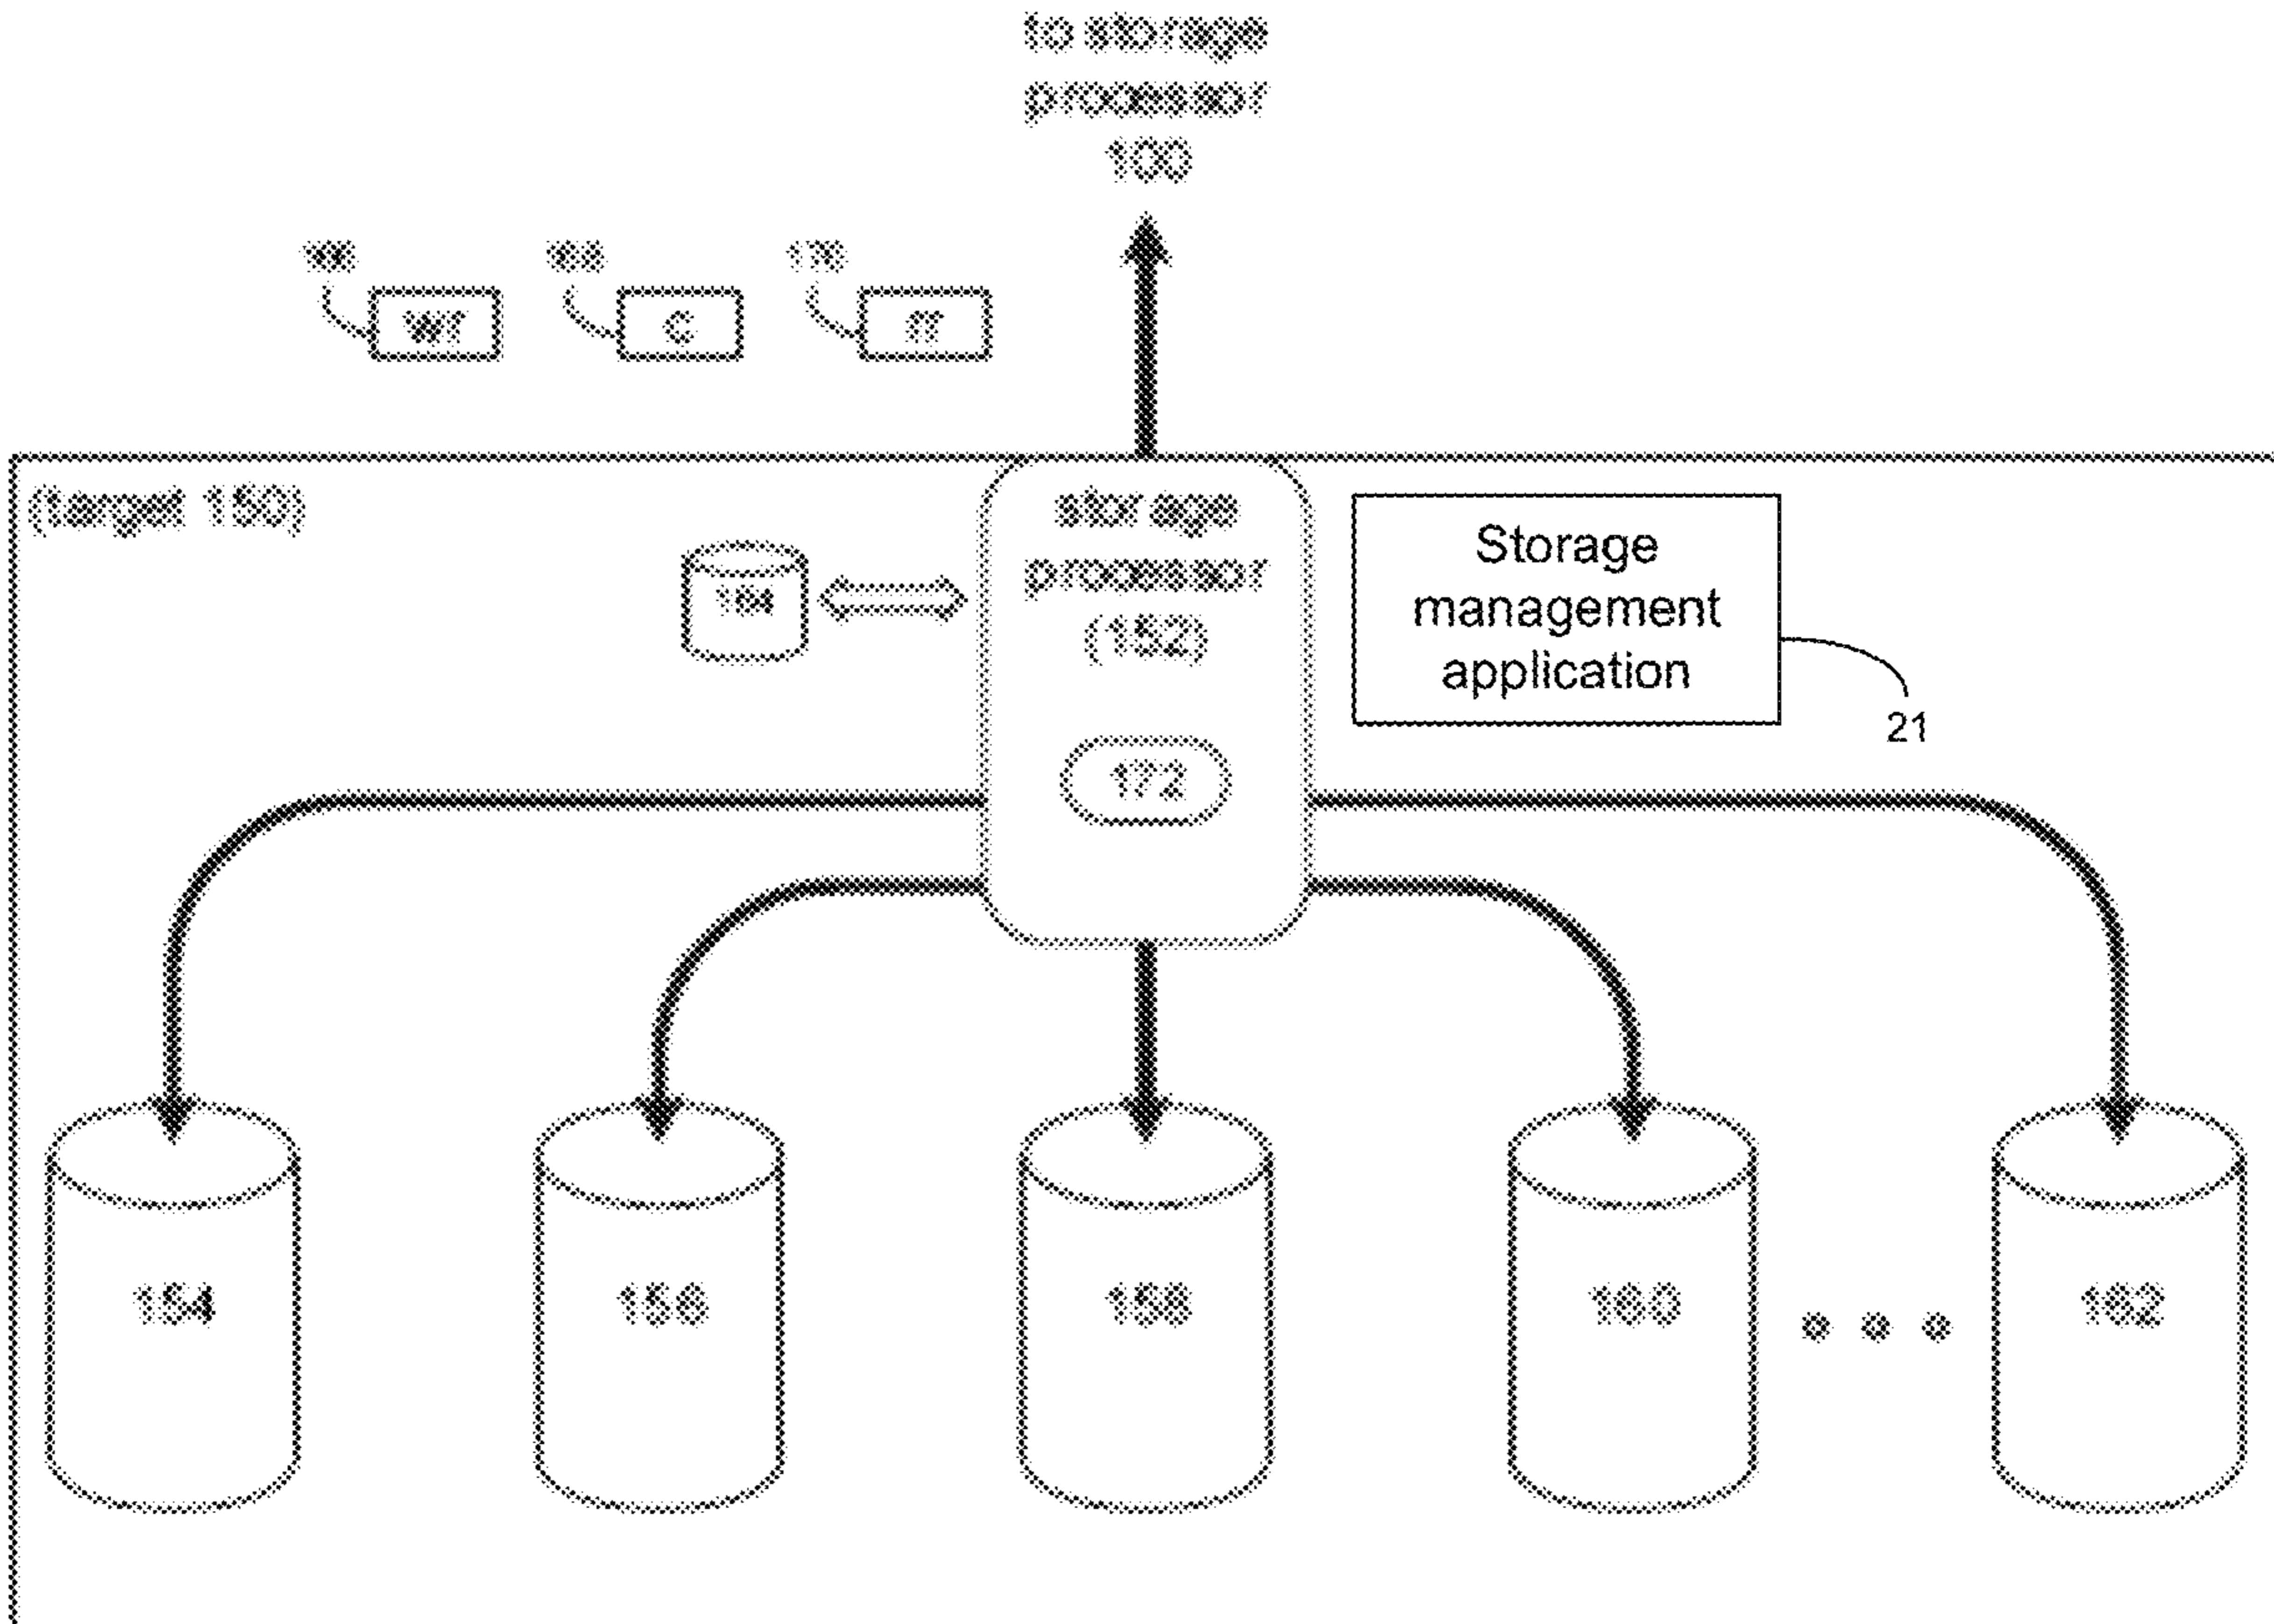 to storage
processor
100
170
C
(target 150)
storage
processor
(152)
Storage
management
application
21
172
154
156
158
160
162